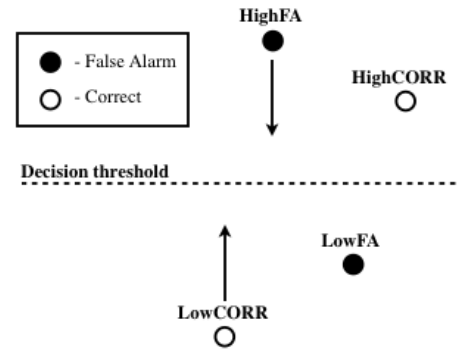 HighFA
- False Alarm
HighCORR
- Correct
Decision threshold
LowFA
LowCORR